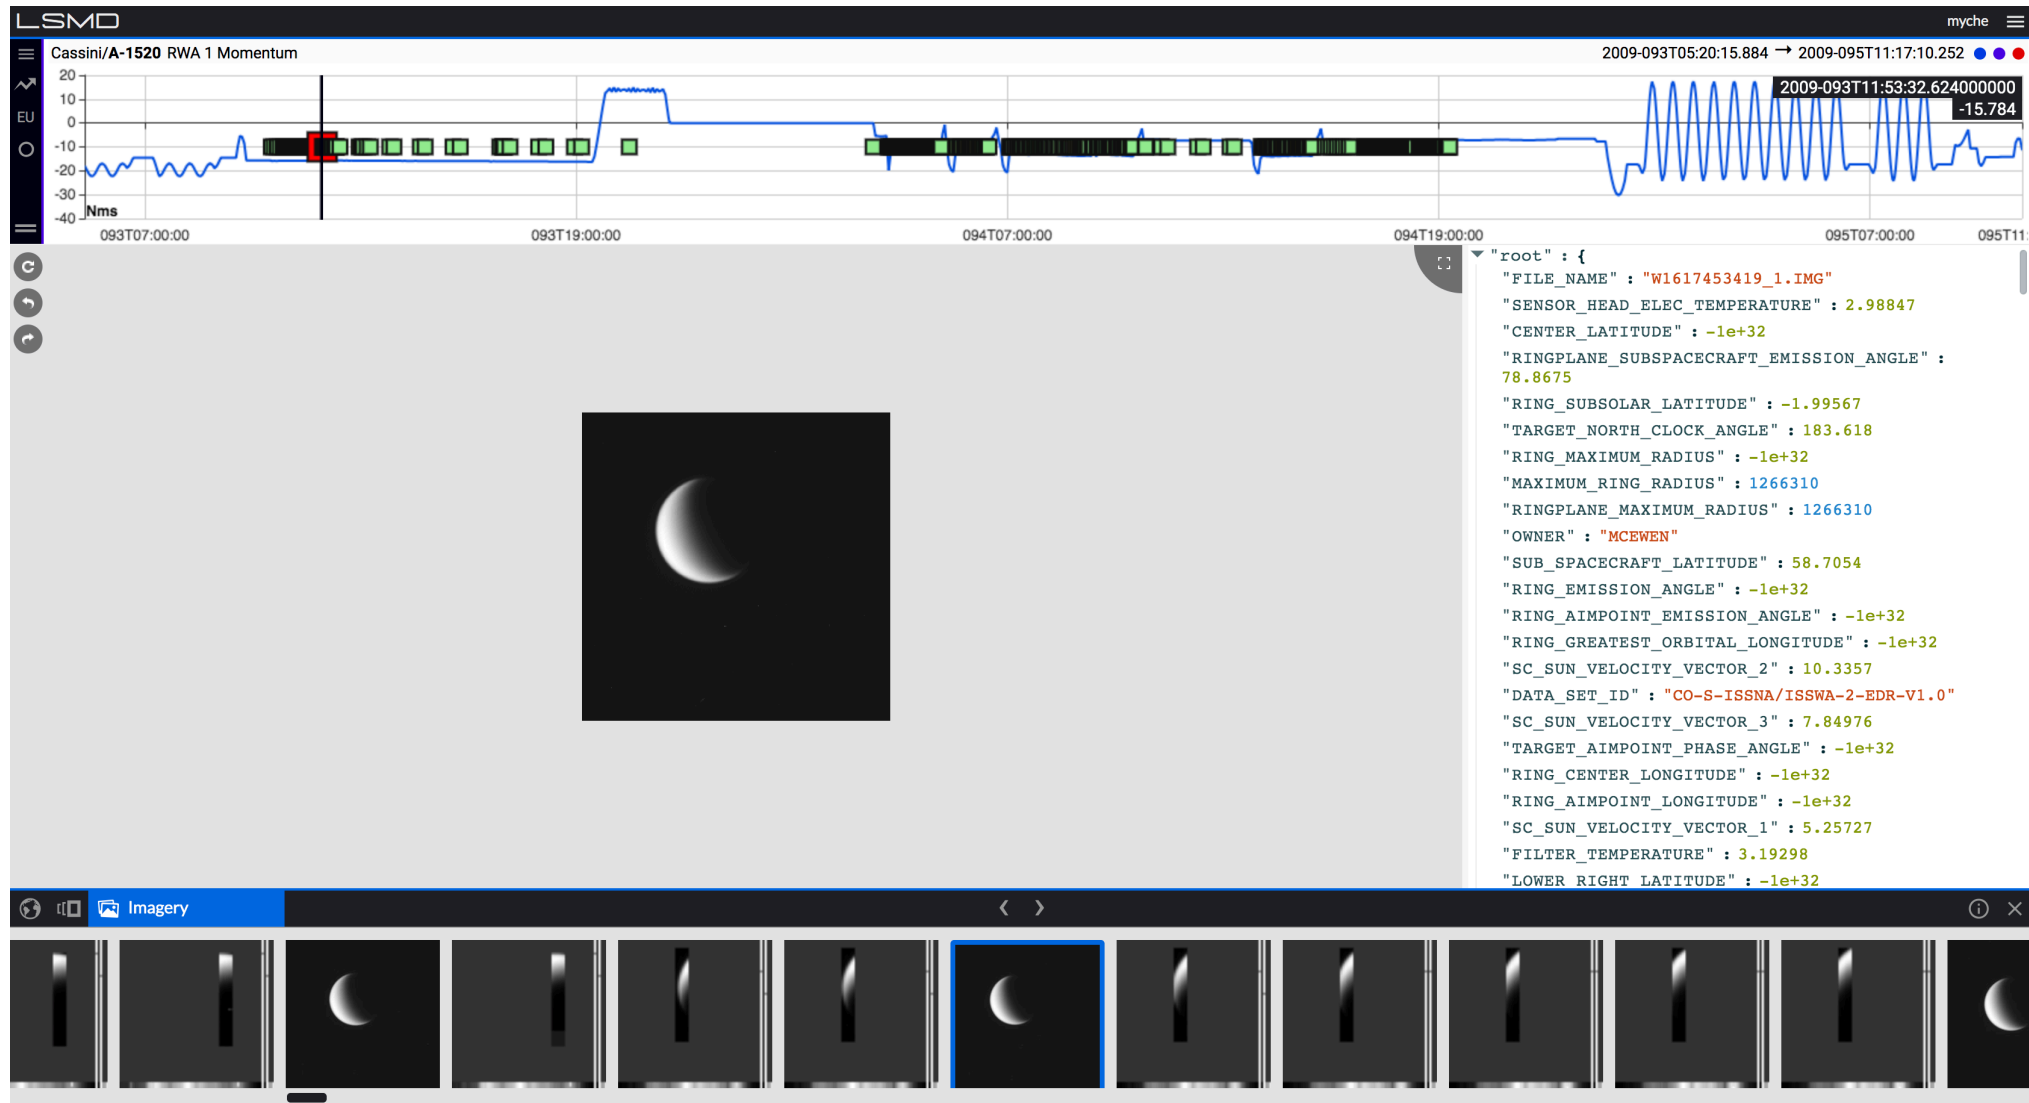 LSMD
myche
Cassini/A-1520 RWA 1 Momentum
2009-093T05:20:15.884 → 2009-095T11:17:10.252
EU
20
10
0
-10
-20
-30
-40
Nms
2009-093T11:53:32.624000000
-15.784
093T07:00:00
093T19:00:00
094T07:00:00
094T19:00:00
095T07:00:00
095T11:
"root" : {
"FILE_NAME" : "W1617453419_1.IMG"
"SENSOR_HEAD_ELEC_TEMPERATURE" : 2.98847
"CENTER_LATITUDE" : -1e+32
"RINGPLANE_SUBSPACECRAFT_EMISSION_ANGLE" :
78.8675
"RING_SUBSOLAR_LATITUDE" : -1.99567
"TARGET_NORTH_CLOCK_ANGLE" : 183.618
"RING_MAXIMUM_RADIUS" : -1e+32
"MAXIMUM_RING_RADIUS" : 1266310
"RINGPLANE_MAXIMUM_RADIUS" : 1266310
"OWNER" : "MCEWEN"
"SUB_SPACECRAFT_LATITUDE" : 58.7054
"RING_EMISSION_ANGLE" : -1e+32
"RING_AIMPOINT_EMISSION_ANGLE" : -1e+32
"RING_GREATEST_ORBITAL_LONGITUDE" : -1e+32
"SC_SUN_VELOCITY_VECTOR_2" : 10.3357
"DATA_SET_ID" : "CO-S-ISSNA/ISSWA-2-EDR-V1.0"
"SC_SUN_VELOCITY_VECTOR_3" : 7.84976
"TARGET_AIMPOINT_PHASE_ANGLE" : -1e+32
"RING_CENTER_LONGITUDE" : -1e+32
"RING_AIMPOINT_LONGITUDE" : -1e+32
"SC_SUN_VELOCITY_VECTOR_1" : 5.25727
"FILTER_TEMPERATURE" : 3.19298
"LOWER_RIGHT_LATITUDE" : -1e+32
Imagery